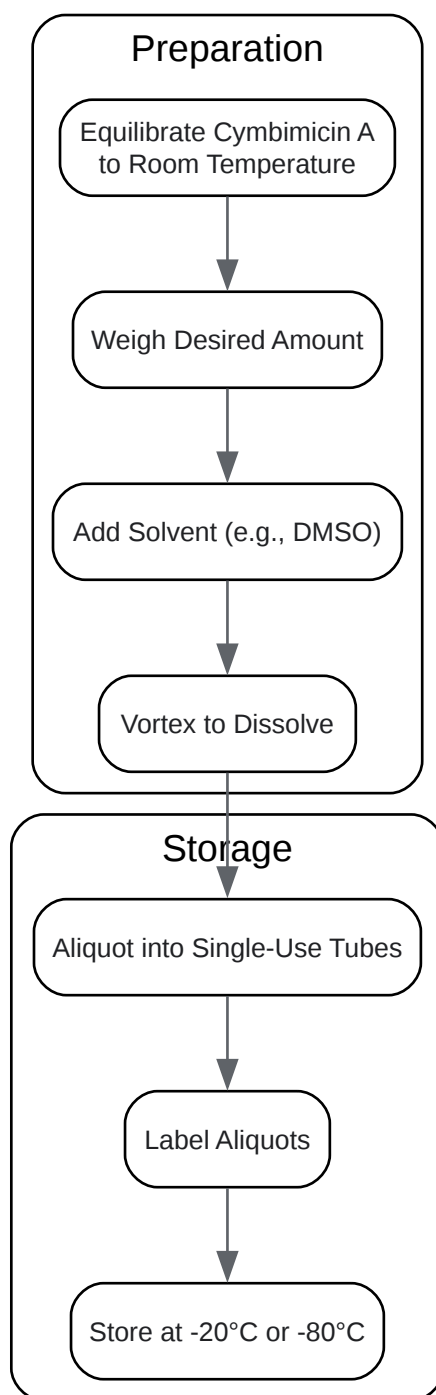 Preparation
Equilibrate Cymbimicin A
to Room Temperature
Weigh Desired Amount
Add Solvent (e.g., DMSO)
Vortex to Dissolve
Storage
Aliquot into Single-Use Tubes
Label Aliquots
Store at -20°C or -80°C